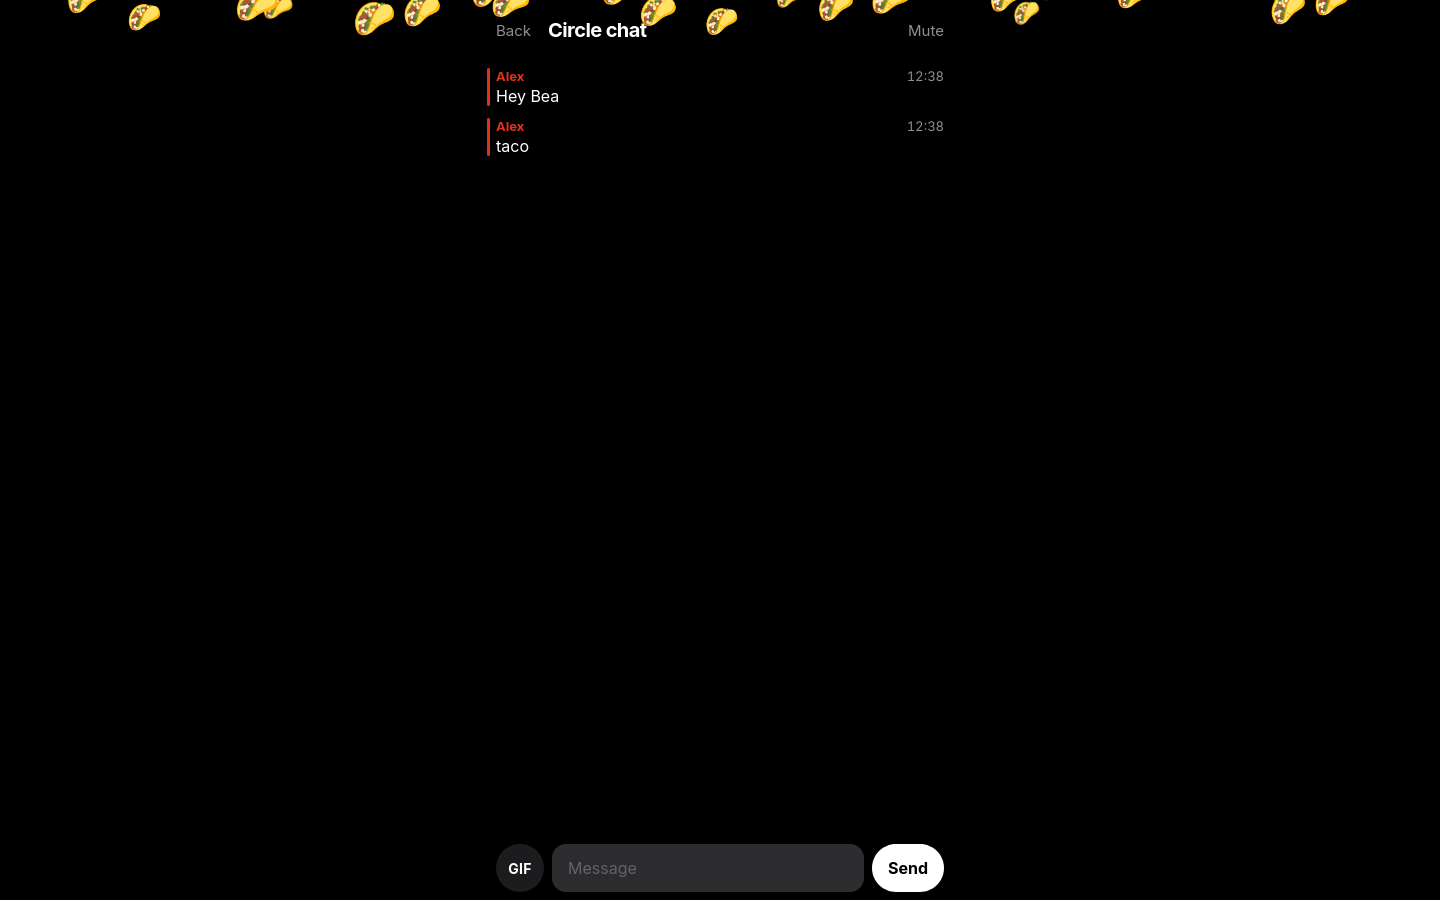 Back Circle chat Mute
Alex 12:38
Hey Bea
Alex 12:38
taco
GIF Message Send